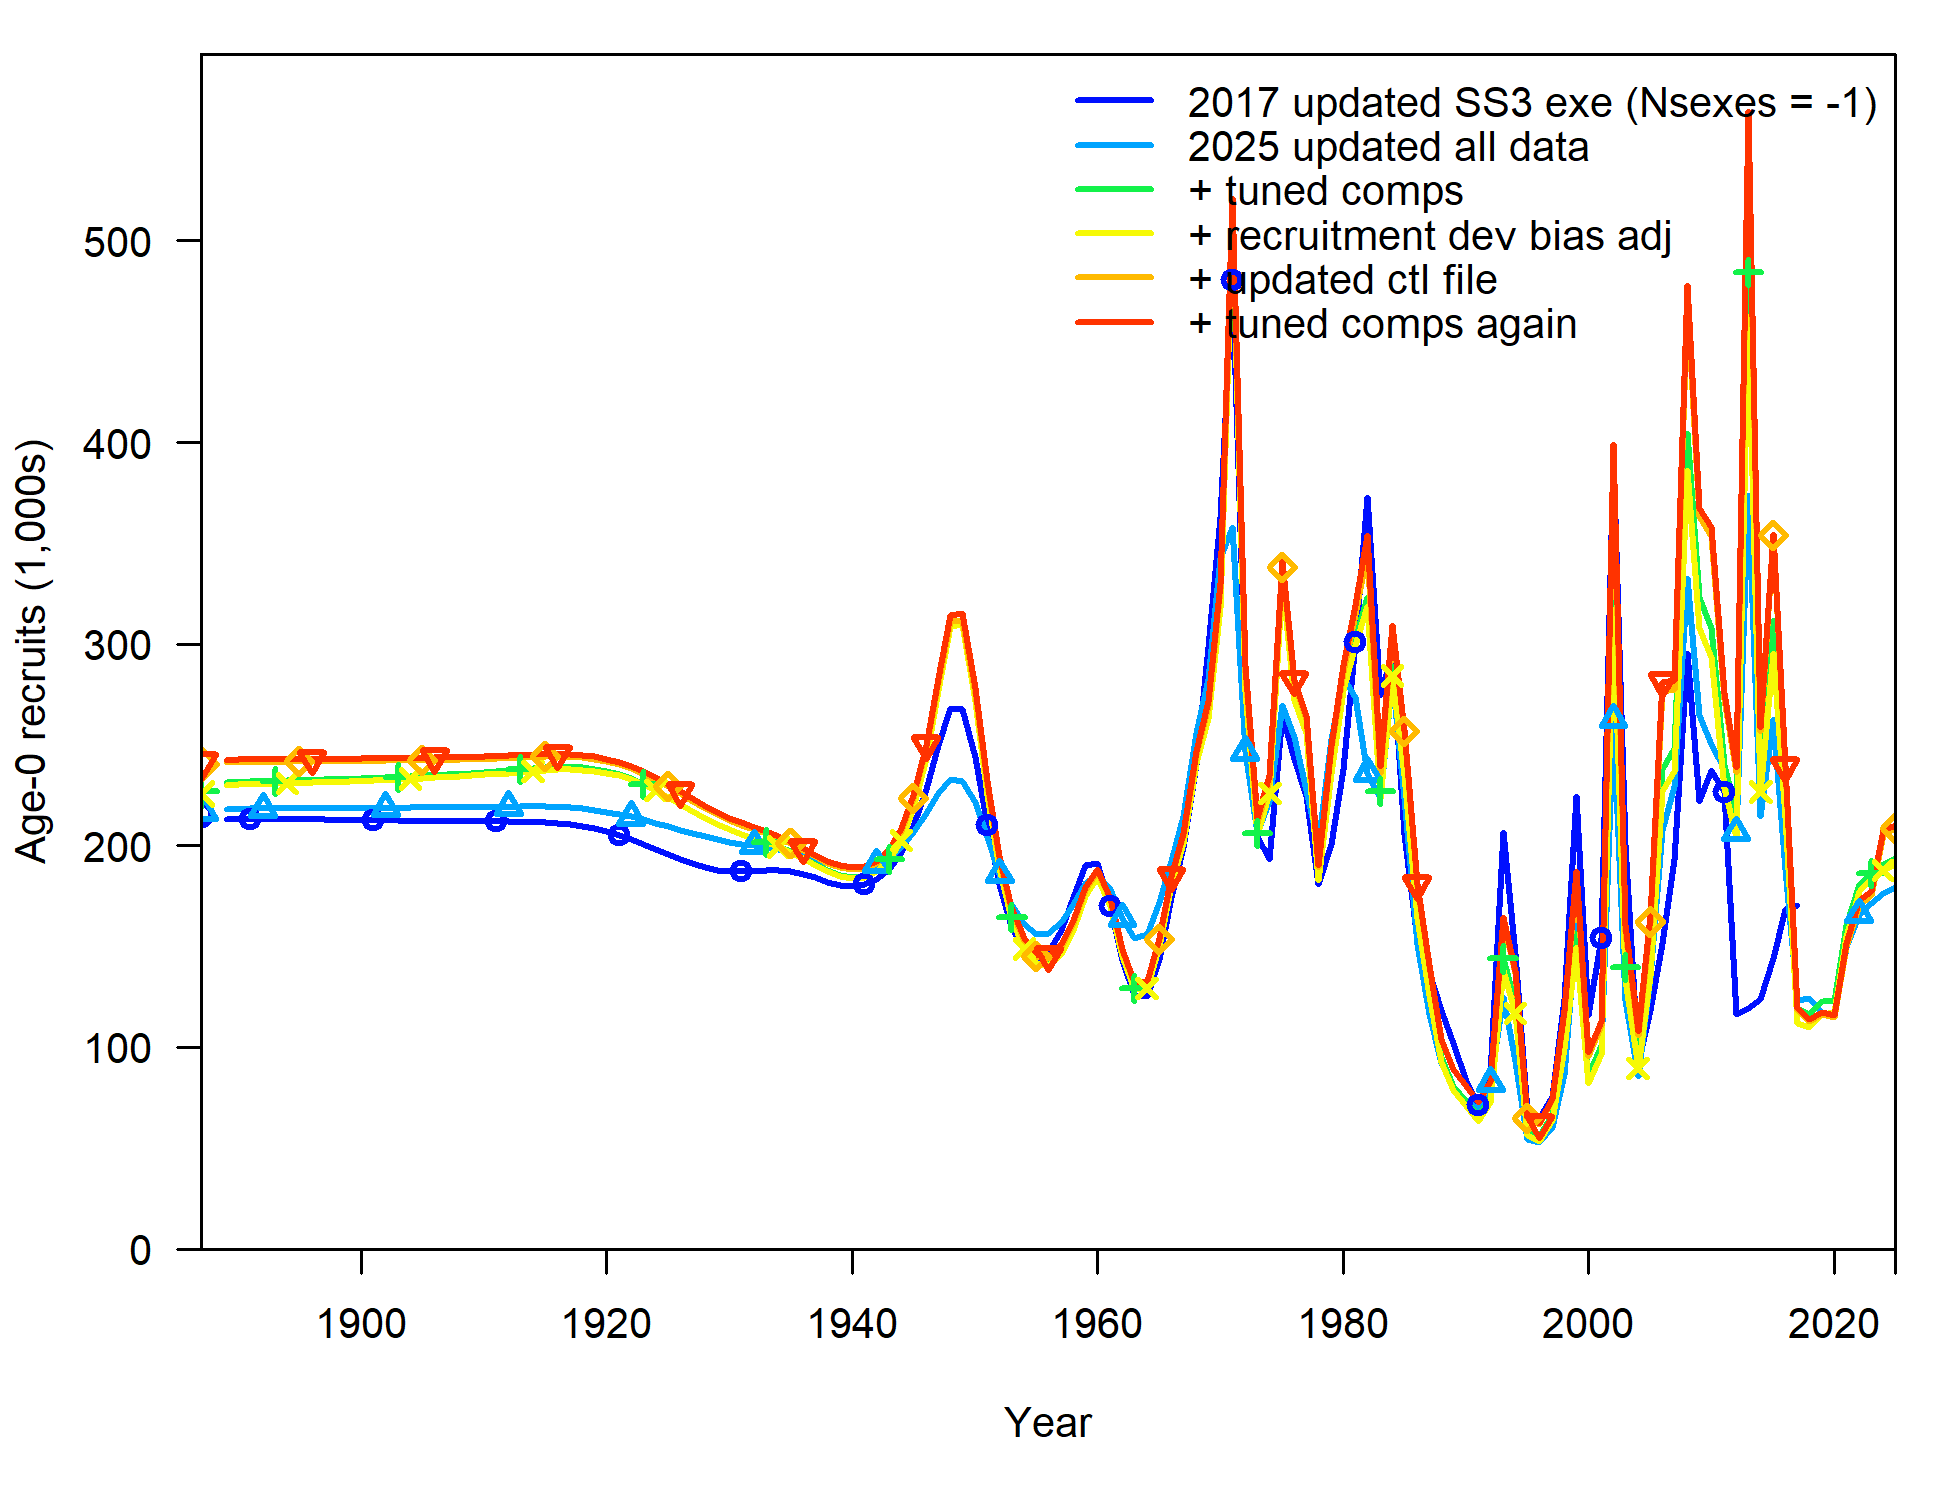 2017 updated SS3 exe (Nsexes = -1)
2025 updated all data
+ tuned comps
+ recruitment dev bias adj
+ updated ctl file
+ tuned comps again
Age-0 recruits (1,000s)
500
400
300
200
100
0
1900 1920 1940 1960 1980 2000 2020
Year